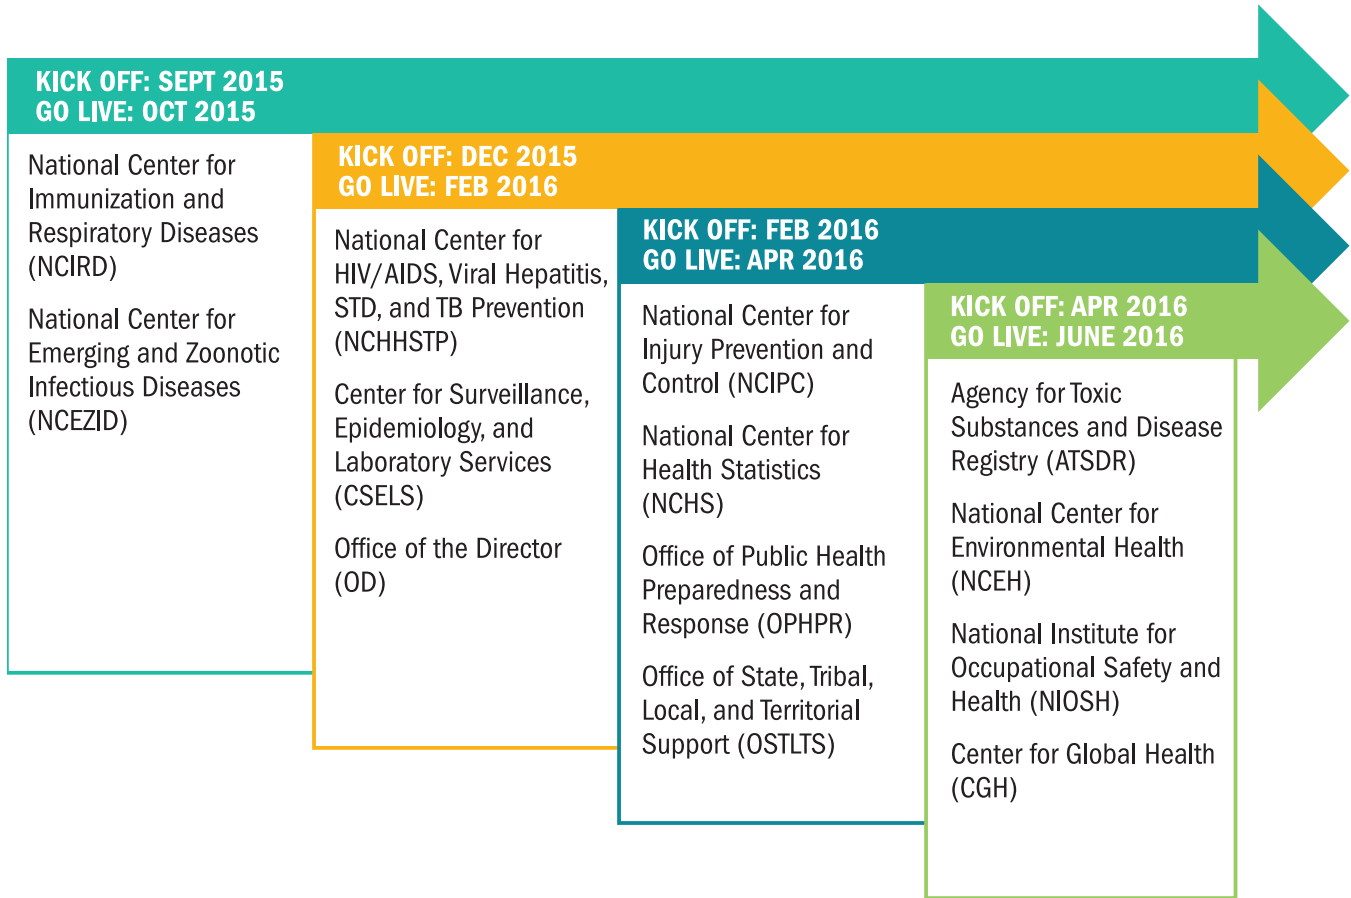 KICK OFF: SEPT 2015
GO LIVE: OCT 2015
National Center for
Immunization and
Respiratory Diseases
(NCIRD)
National Center for
Emerging and Zoonotic
Infectious Diseases
(NCEZID)
KICK OFF: DEC 2015
GO LIVE: FEB 2016
National Center for
HIV/AIDS, Viral Hepatitis,
STD, and TB Prevention
(NCHHSTP)
Center for Surveillance,
Epidemiology, and
Laboratory Services
(CSELS)
Office of the Director
(OD)
KICK OFF: FEB 2016
GO LIVE: APR 2016
National Center for
Injury Prevention and
Control (NCIPC)
National Center for
Health Statistics
(NCHS)
Office of Public Health
Preparedness and
Response (OPHPR)
Office of State, Tribal,
Local, and Territorial
Support (OSTLTS)
KICK OFF: APR 2016
GO LIVE: JUNE 2016
Agency for Toxic
Substances and Disease
Registry (ATSDR)
National Center for
Environmental Health
(NCEH)
National Institute for
Occupational Safety and
Health (NIOSH)
Center for Global Health
(CGH)